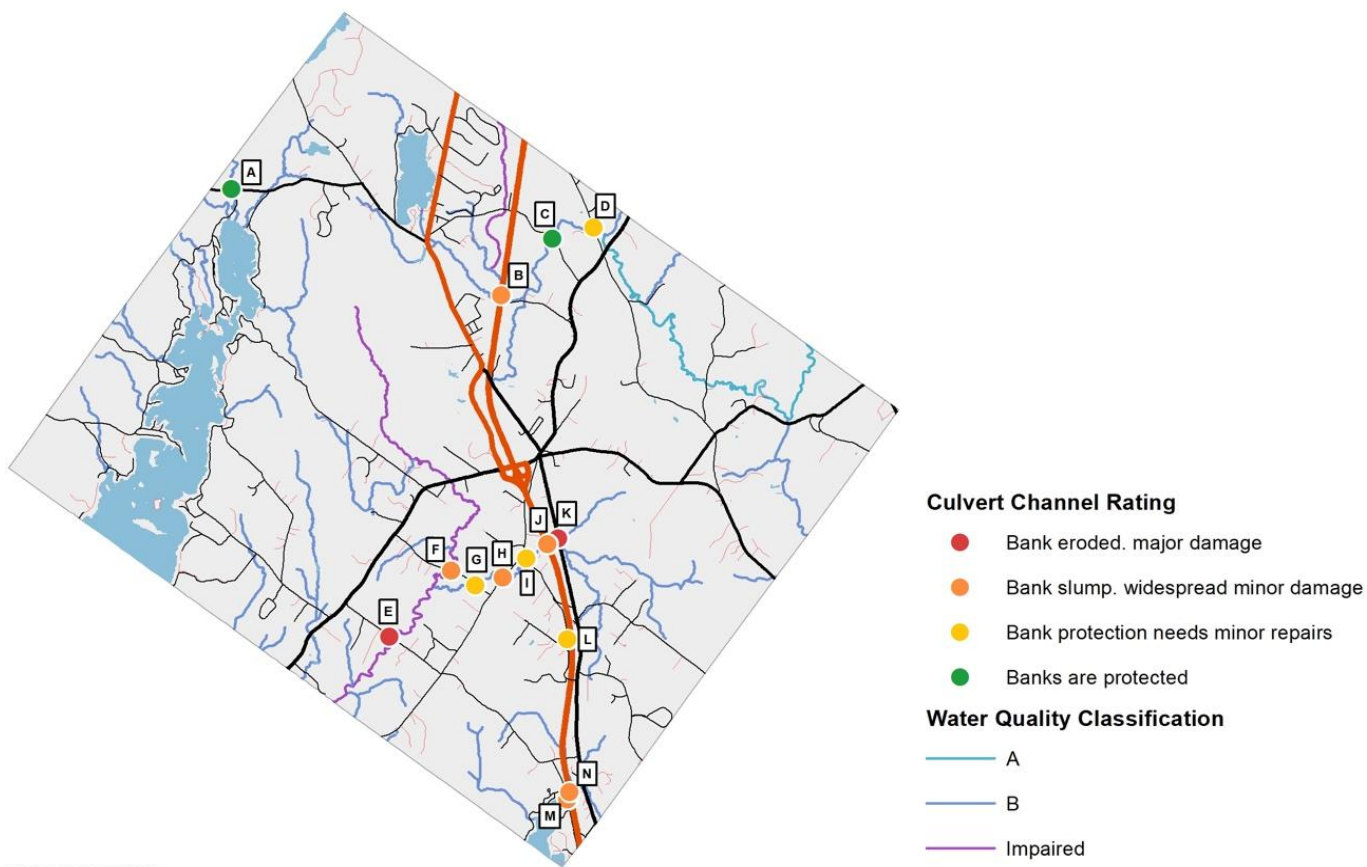 A
D
C
B
K
J
H
F
G
I
E
L
N
M
Culvert Channel Rating
Bank eroded. major damage
Bank slump. widespread minor damage
Bank protection needs minor repairs
Banks are protected
Water Quality Classification
A
B
Impaired